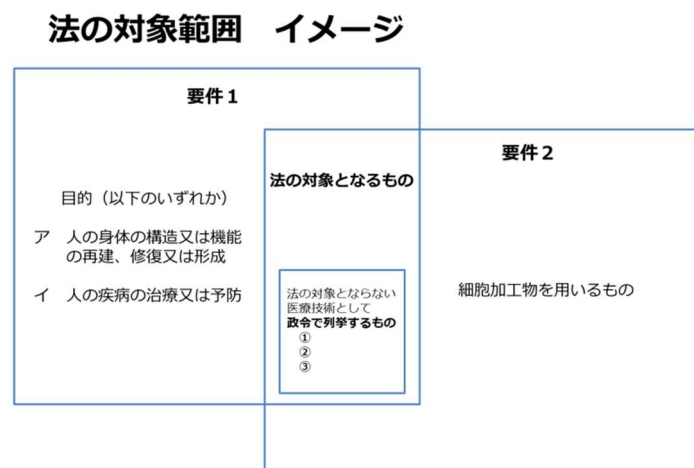 法の対象範囲　イメージ
要件１
要件２
法の対象となるもの
目的（以下のいずれか）
ア　人の身体の構造又は機能
の再建、修復又は形成
イ　人の疾病の治療又は予防
法の対象とならない
医療技術として
政令で列挙するもの
①
②
③
細胞加工物を用いるもの